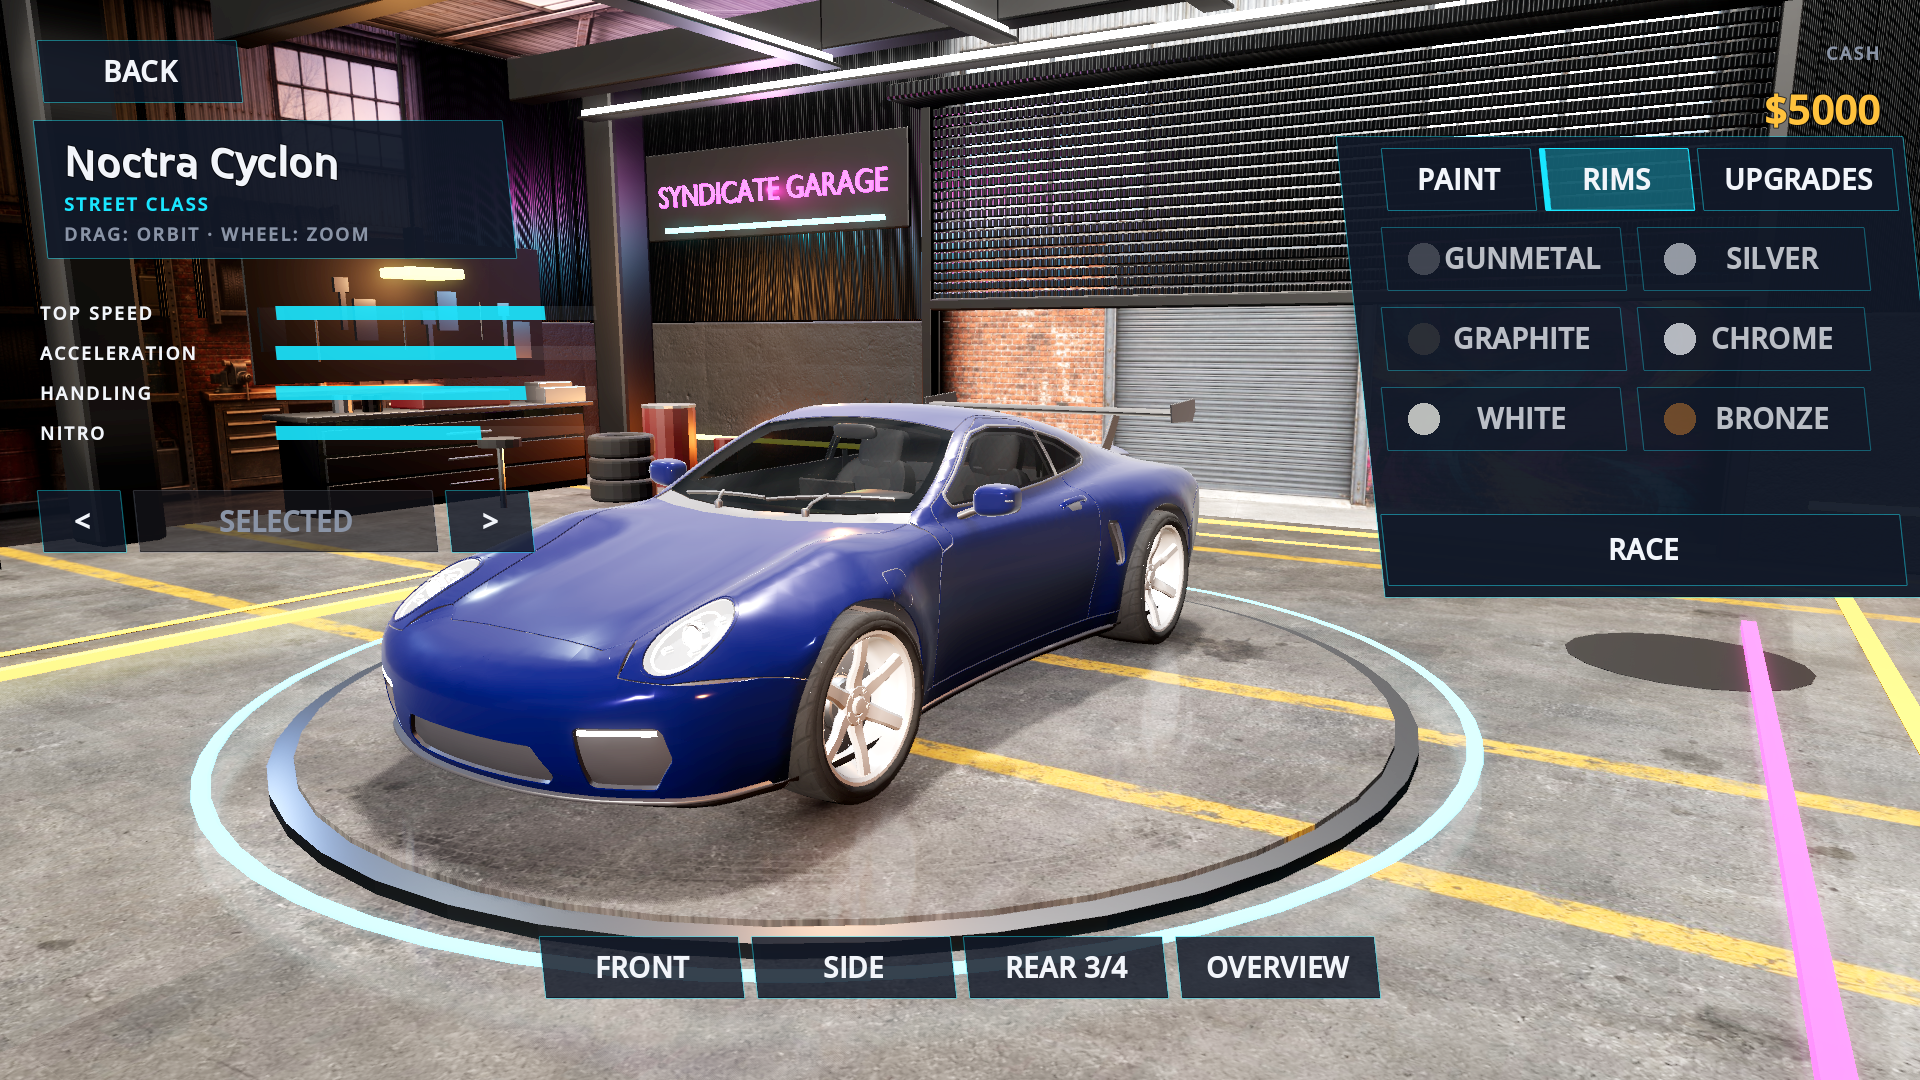 BACK
CASH
$5000
Noctra Cyclon
STREET CLASS
DRAG: ORBIT · WHEEL: ZOOM
TOP SPEED
ACCELERATION
HANDLING
NITRO
< SELECTED >
SYNDICATE GARAGE
PAINT RIMS UPGRADES
GUNMETAL SILVER
GRAPHITE CHROME
WHITE BRONZE
RACE
FRONT SIDE REAR 3/4 OVERVIEW